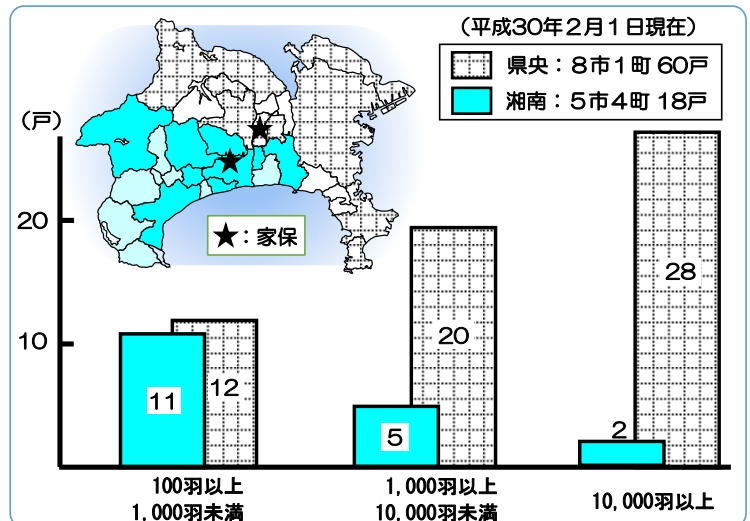 (平成30年2月1日現在)
県央：8市1町 60戸
湘南：5市4町 18戸
(戸)
★：家保
20
10
11
12
5
20
2
28
100羽以上
1,000羽未満
1,000羽以上
10,000羽未満
10,000羽以上